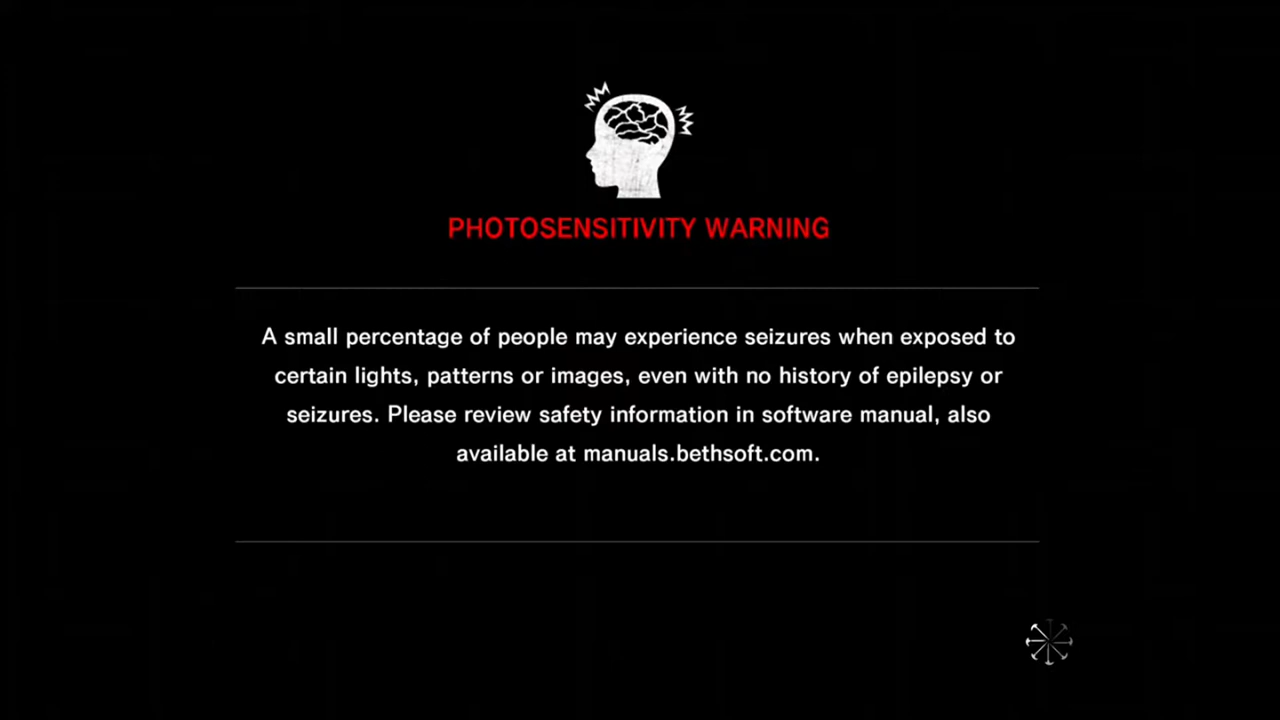 PHOTOSENSITIVITY WARNING
A small percentage of people may experience seizures when exposed to
certain lights, patterns or images, even with no history of epilepsy or
seizures. Please review safety information in software manual, also
available at manuals.bethsoft.com.